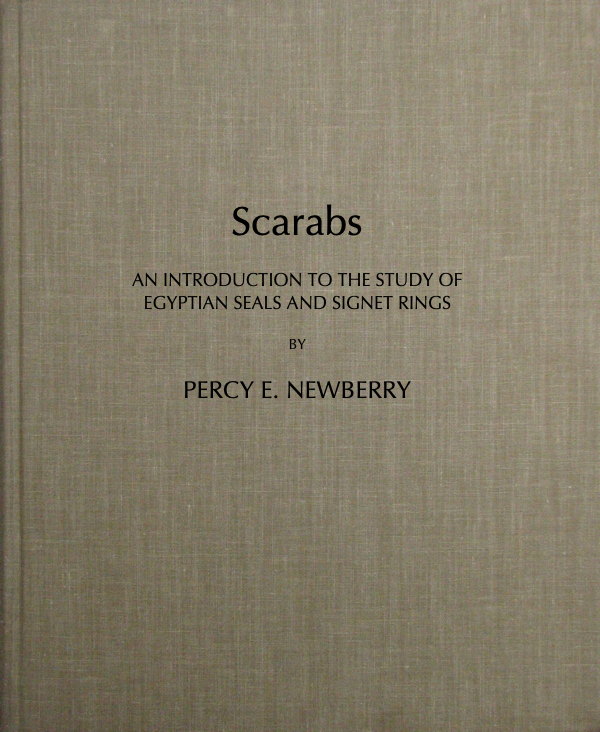 Scarabs
AN INTRODUCTION TO THE STUDY OF
EGYPTIAN SEALS AND SIGNET RINGS
BY
PERCY E. NEWBERRY